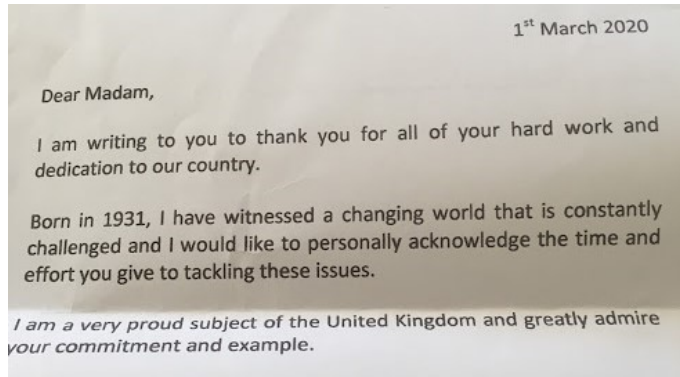 1st March 2020
Dear Madam,
I am writing to you to thank you for all of your hard work and
dedication to our country.
Born in 1931, I have witnessed a changing world that is constantly
challenged and I would like to personally acknowledge the time and
effort you give to tackling these issues.
I am a very proud subject of the United Kingdom and greatly admire
your commitment and example.